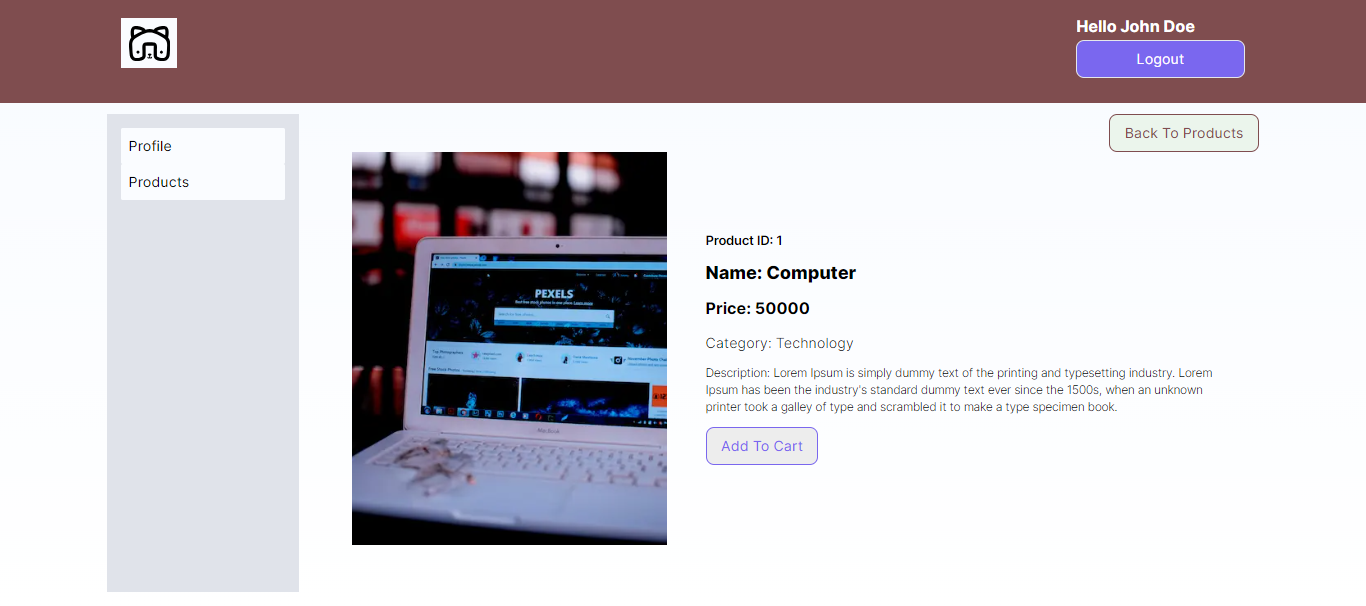 Hello John Doe
Logout
Back To Products
Profile
Products
PEXELS
Product ID: 1
Name: Computer
Price: 50000
Category: Technology
Description: Lorem Ipsum is simply dummy text of the printing and typesetting industry. Lorem
Ipsum has been the industry's standard dummy text ever since the 1500s, when an unknown
printer took a galley of type and scrambled it to make a type specimen book.
Add To Cart